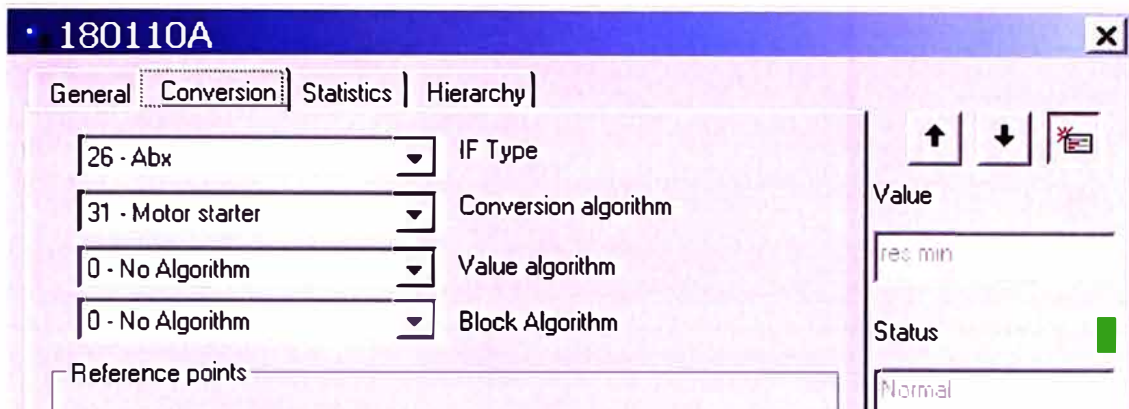 180110A
General Conversion Statistics Hierarchy
26 - Abx IF Type
31 - Motor starter Conversion algorithm
0 - No Algorithm Value algorithm
0 - No Algorithm Block Algorithm
Reference points
Value
res min
Status
Normal